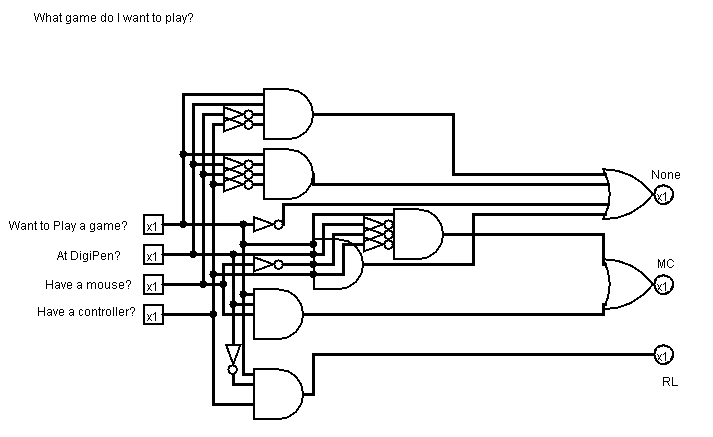 What game do I want to play?
None
x1
Want to Play a game?
x1
At DigiPen?
x1
MC
Have a mouse?
x1
x1
Have a controller?
x1
x1
RL